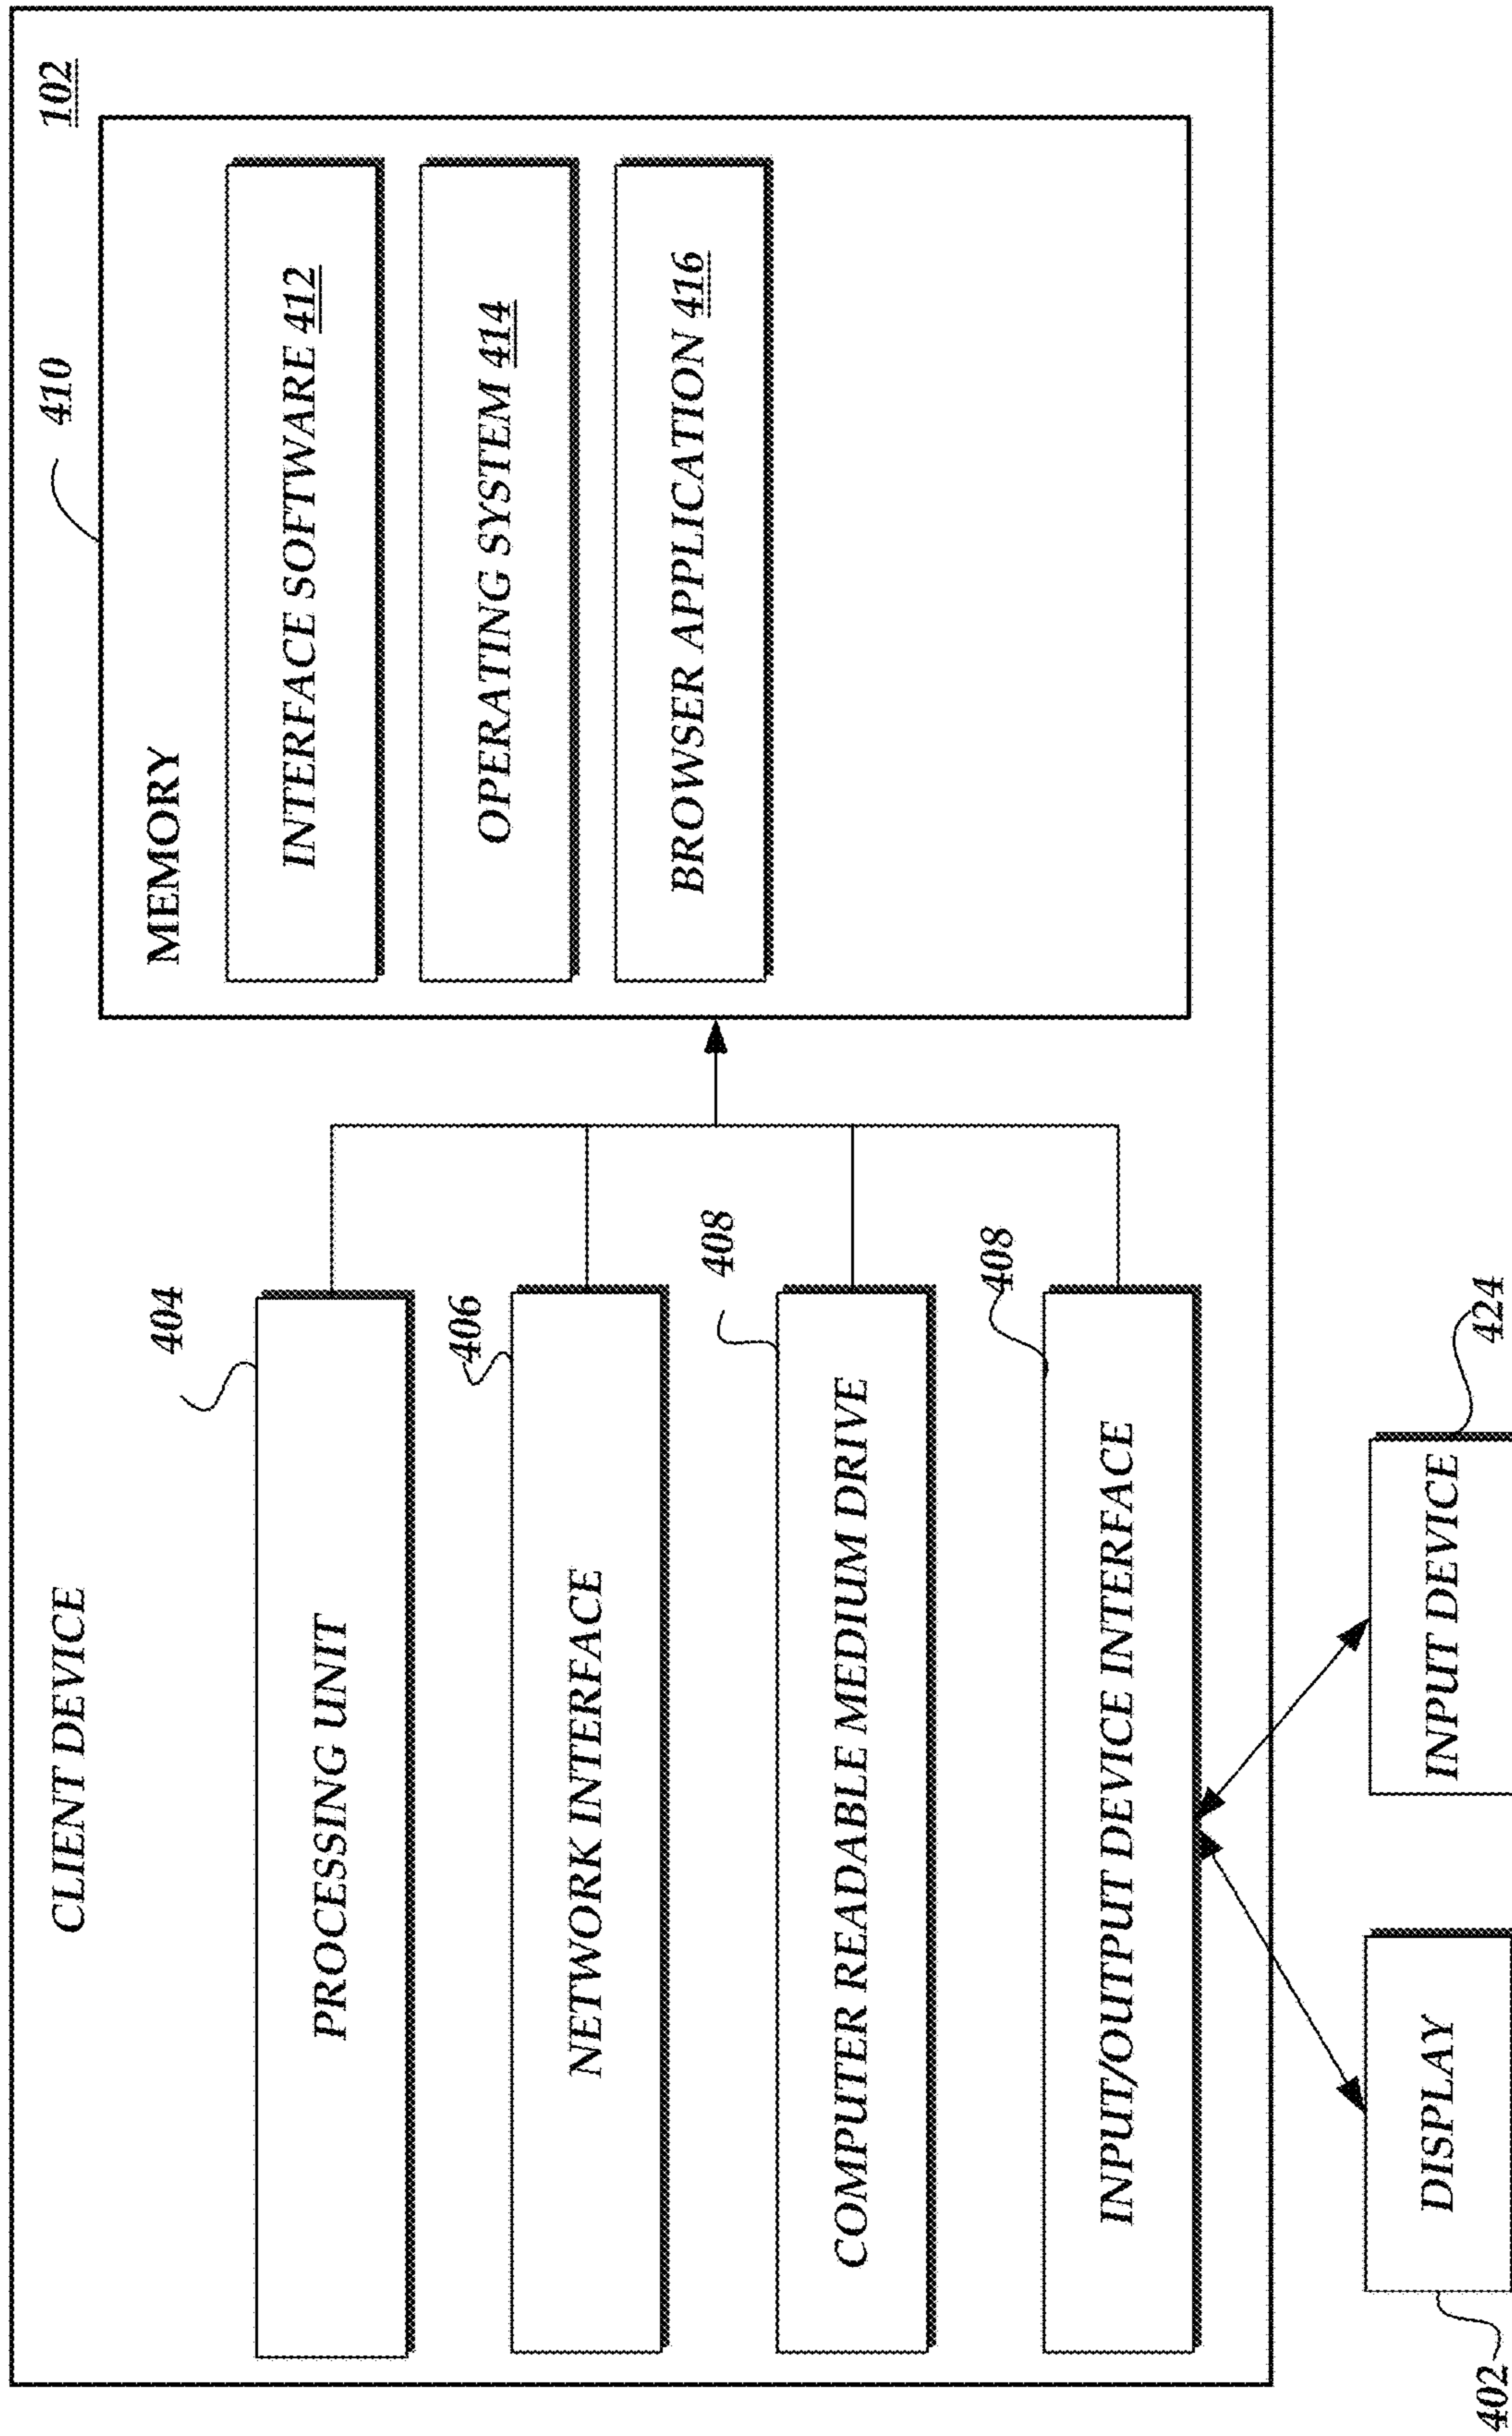 CLIENT DEVICE
102
404
PROCESSING UNIT
406
NETWORK INTERFACE
408
COMPUTER READABLE MEDIUM DRIVE
408
INPUT/OUTPUT DEVICE INTERFACE
410
MEMORY
INTERFACE SOFTWARE 412
OPERATING SYSTEM 414
BROWSER APPLICATION 416
402
DISPLAY
INPUT DEVICE
424